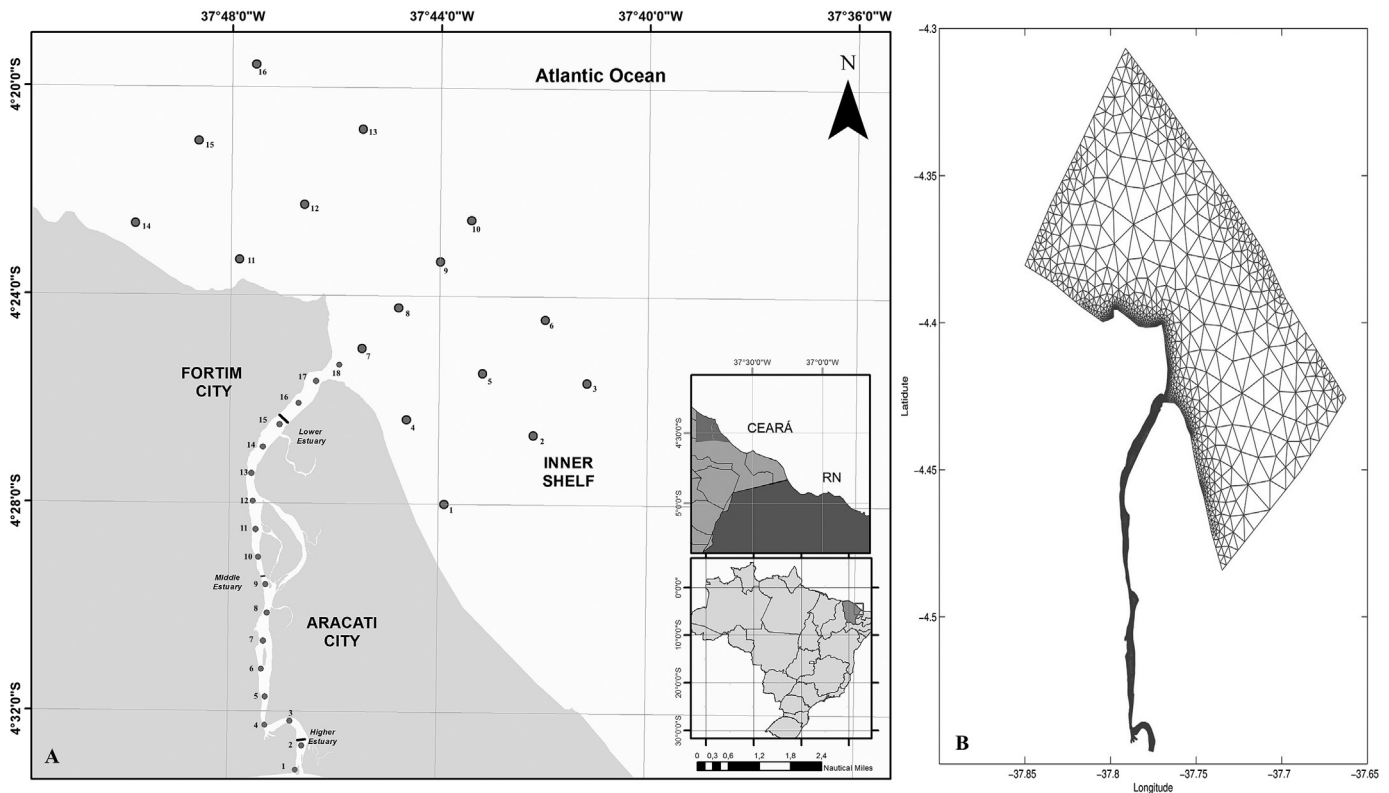 37°48'0"W
37°44'0"W
37°40'0"W
37°36'0"W
Atlantic Ocean
N
4°20'0"S
4°24'0"S
4°28'0"S
4°32'0"S
16
15
13
12
14
11
10
9
8
6
7
5
3
4
2
1
FORTIM
CITY
INNER
SHELF
ARACATI
CITY
18
17
16
15
Lower
Estuary
14
13
12
11
10
Middle
Estuary
9
8
7
6
5
4
3
Higher
Estuary
2
1
A
37°30'0"W
37°0'0"W
4°30'0"S
5°0'0"S
CEARÁ
RN
0°0'0"
10°0'0"S
20°0'0"S
30°0'0"S
0 0,3 0,6 1,2 1,8 2,4
Nautical Miles
−4.3
−4.35
−4.4
−4.45
−4.5
Latidute
−37.85
−37.8
−37.75
−37.7
−37.65
Longitude
B